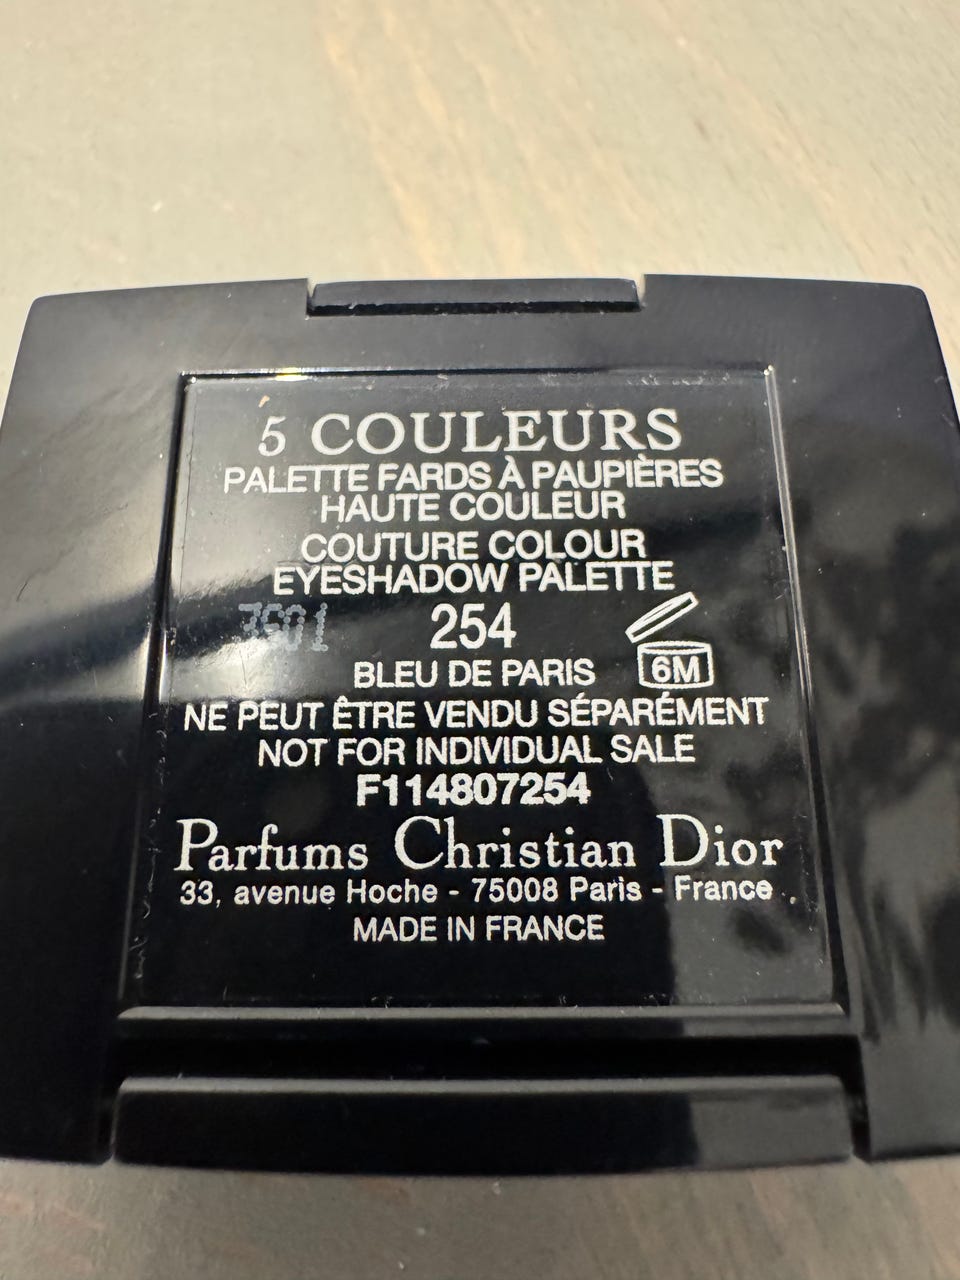 5 COULEURS
PALETTE FARDS À PAUPIÈRES
HAUTE COULEUR
COUTURE COLOUR
EYESHADOW PALETTE
254
BLEU DE PARIS
6M
NE PEUT ÊTRE VENDU SÉPARÉMENT
NOT FOR INDIVIDUAL SALE
F114807254
Parfums Christian Dior
33, avenue Hoche - 75008 Paris - France
MADE IN FRANCE